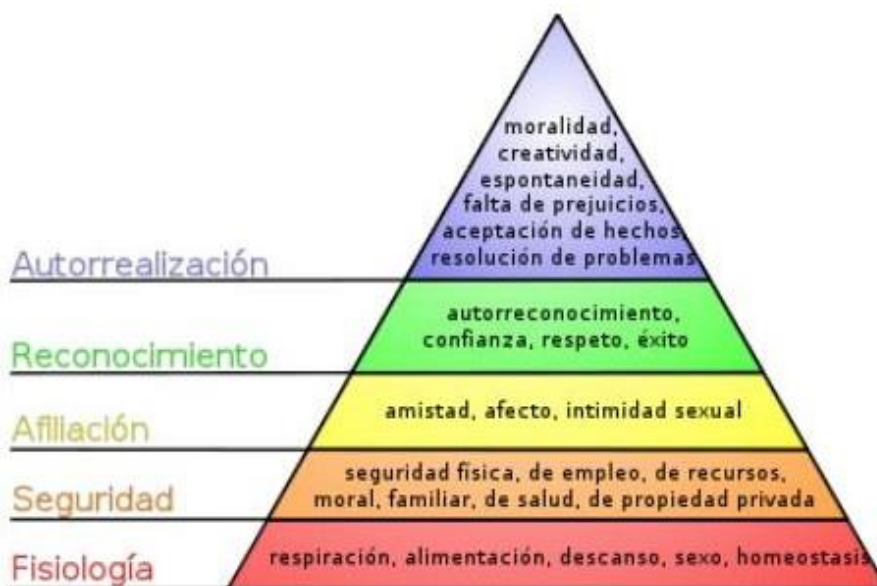 moralidad,
creatividad,
espontaneidad,
falta de prejuicios,
aceptación de hechos,
resolución de problemas
Autorrealización
autorreconocimiento,
confianza, respeto, éxito
Reconocimiento
amistad, afecto, intimidad sexual
Afiliación
seguridad física, de empleo, de recursos,
moral, familiar, de salud, de propiedad privada
Seguridad
respiración, alimentación, descanso, sexo, homeostasis
Fisiología